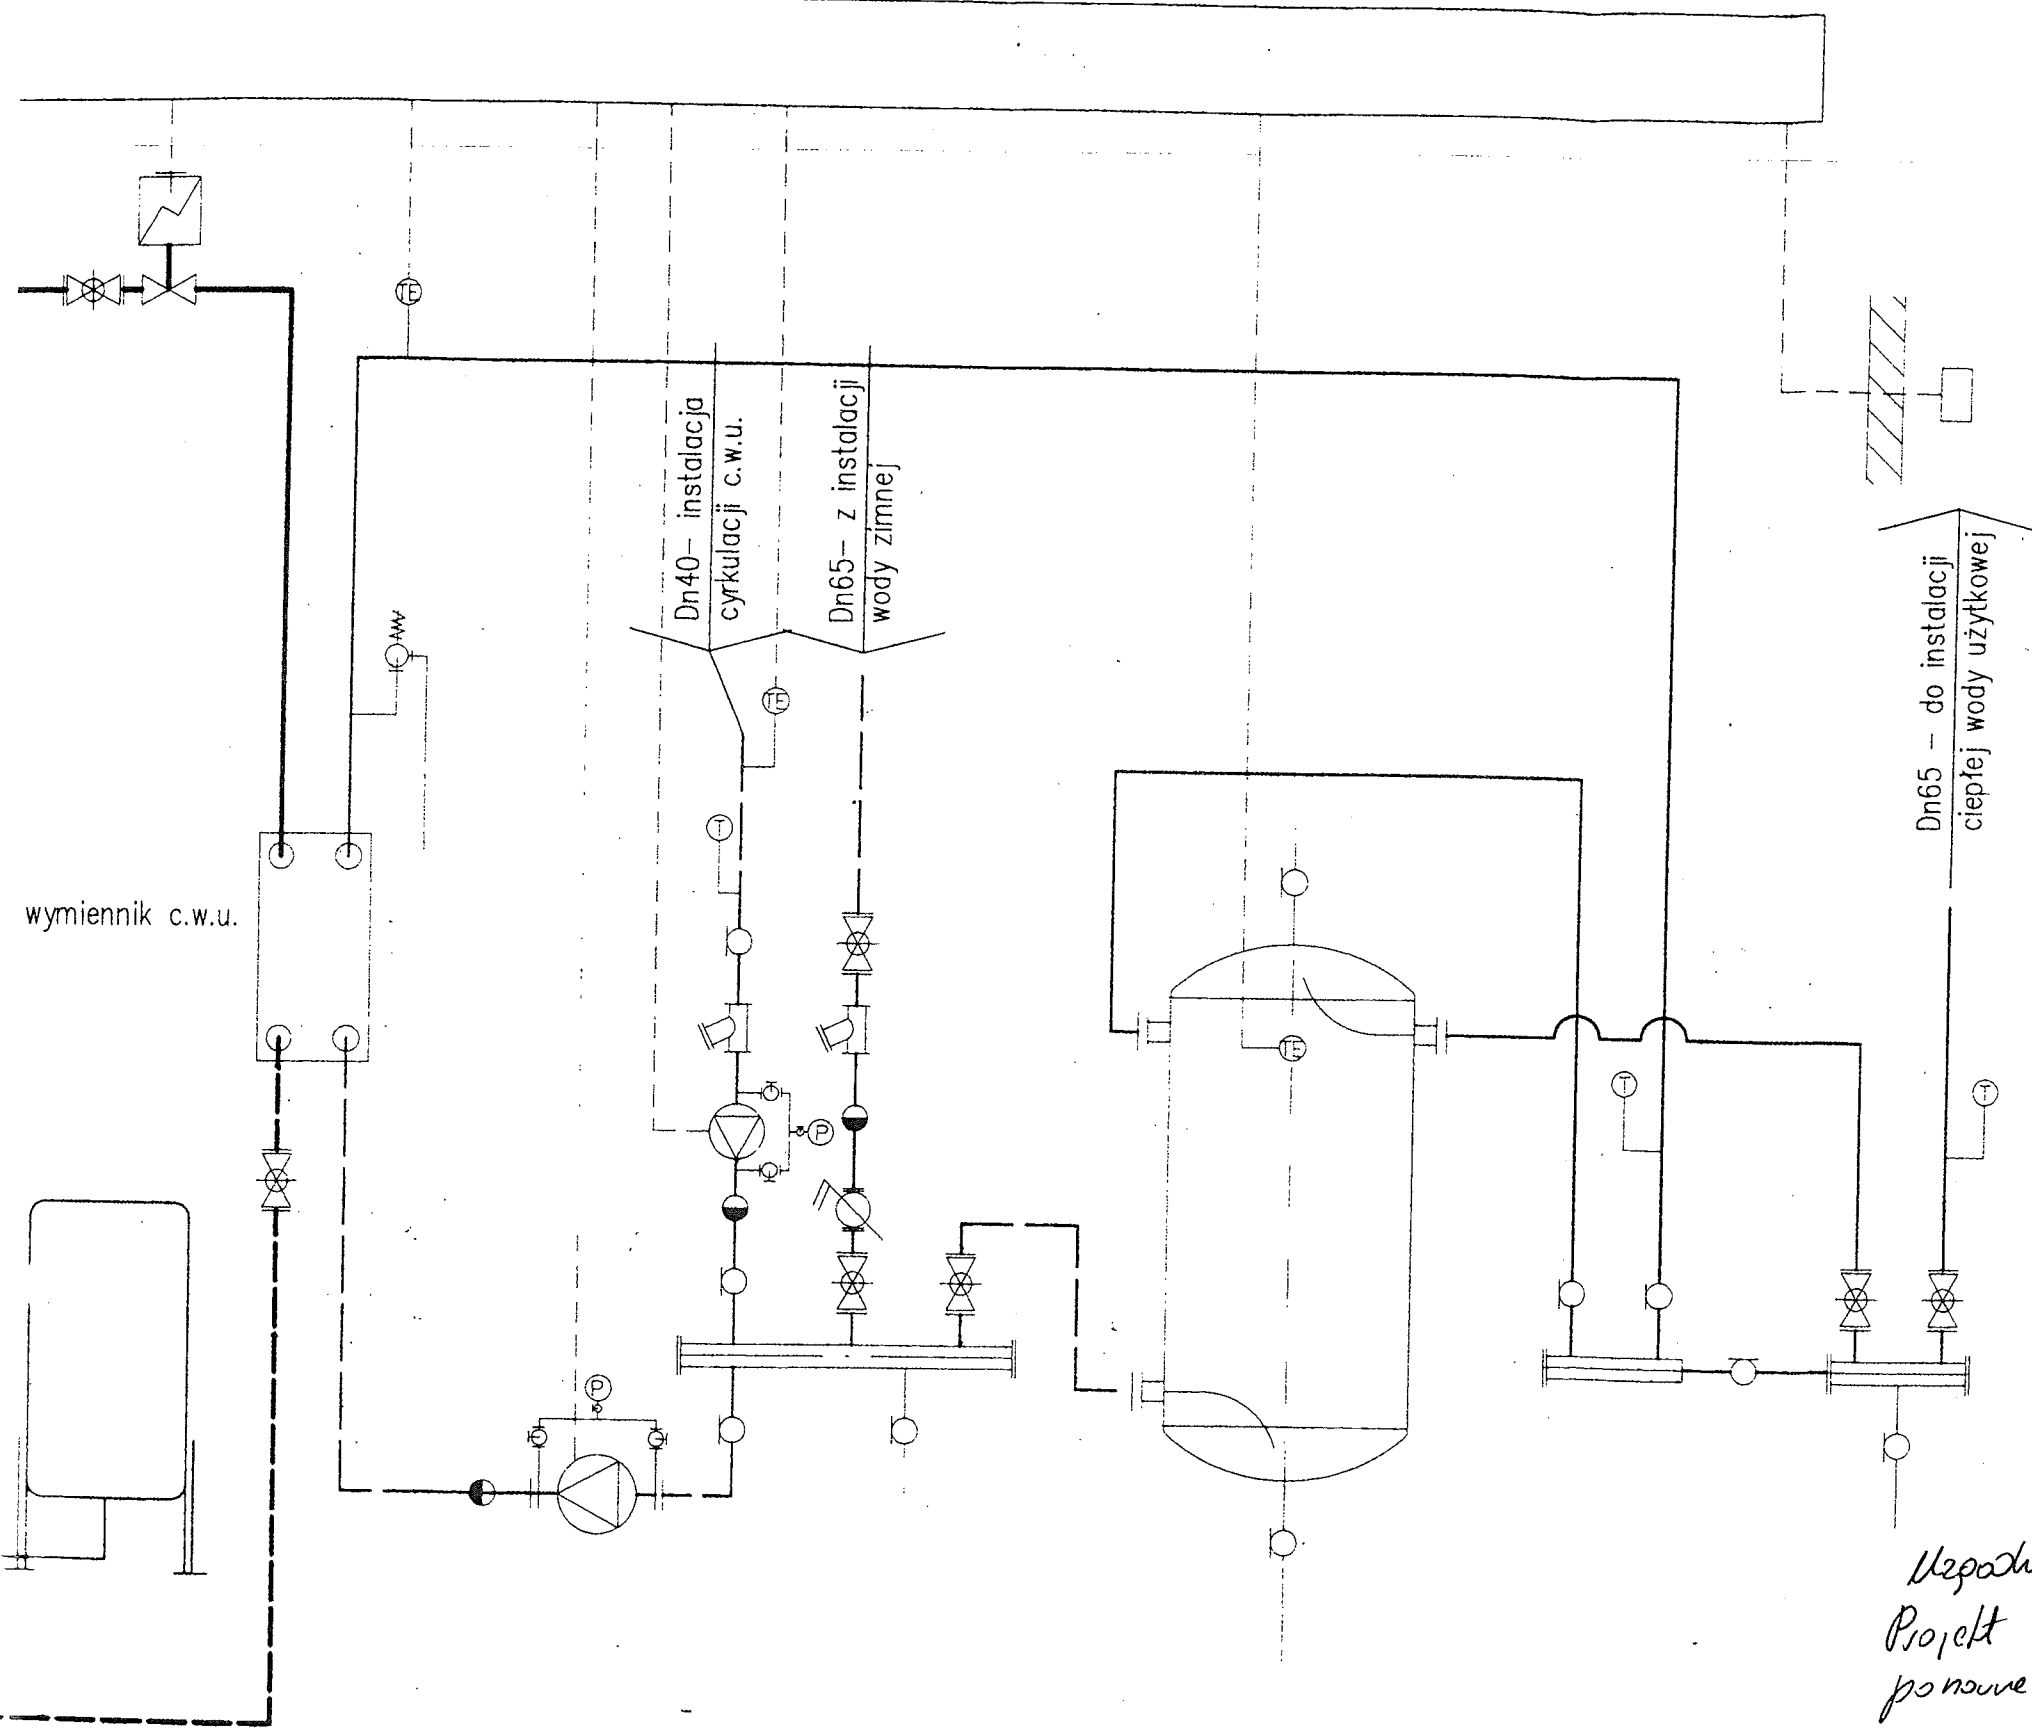 TE
Dn40- instalacja
cyrkulacji c.w.u.
Dn65- z instalacji
wody zimnej
Dn65 - do instalacji
ciepłej wody użytkowej
TE
T
wymiennik c.w.u.
TE
T
T
P
P
Projekt
ponowne